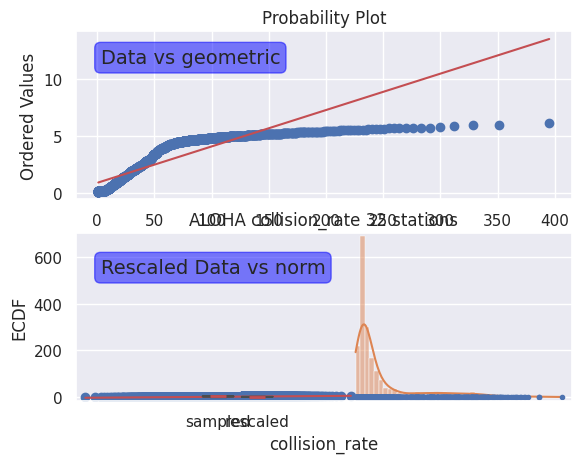 Probability Plot
Data vs geometric
Ordered Values
10
5
0
0 50 100 150 200 250 300 350 400
ALOHA collision_rate 32 stations
Rescaled Data vs norm
ECDF
600
400
200
0
sampled rescaled
collision_rate